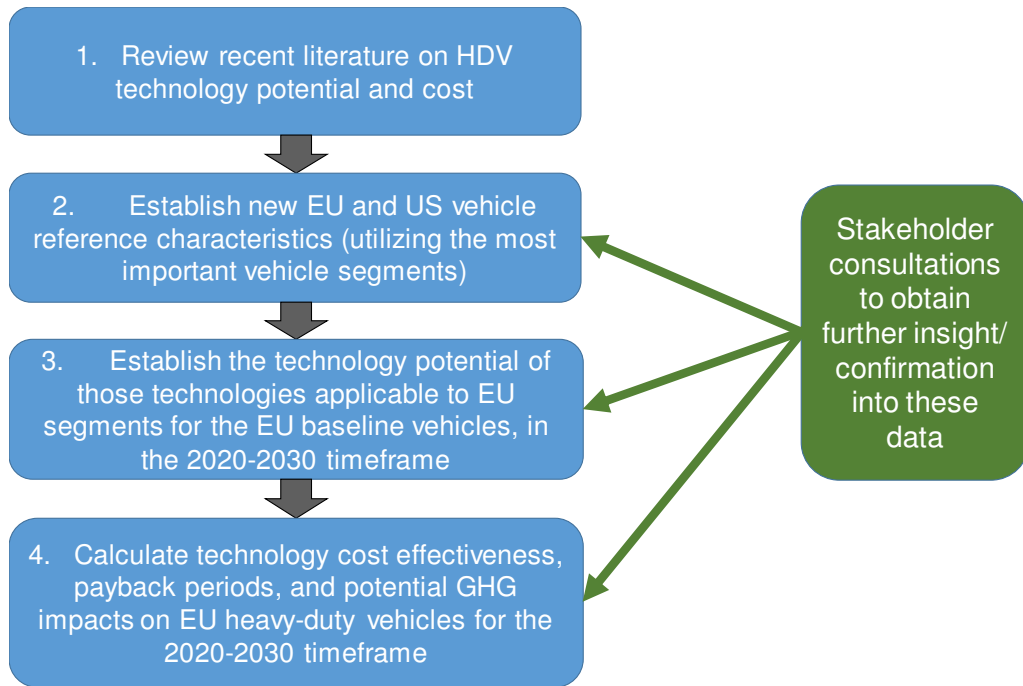 1. Review recent literature on HDV
technology potential and cost
2. Establish new EU and US vehicle
reference characteristics (utilizing the most
important vehicle segments)
3. Establish the technology potential of
those technologies applicable to EU
segments for the EU baseline vehicles, in
the 2020-2030 timeframe
4. Calculate technology cost effectiveness,
payback periods, and potential GHG
impacts on EU heavy-duty vehicles for the
2020-2030 timeframe
Stakeholder
consultations
to obtain
further insight/
confirmation
into these
data